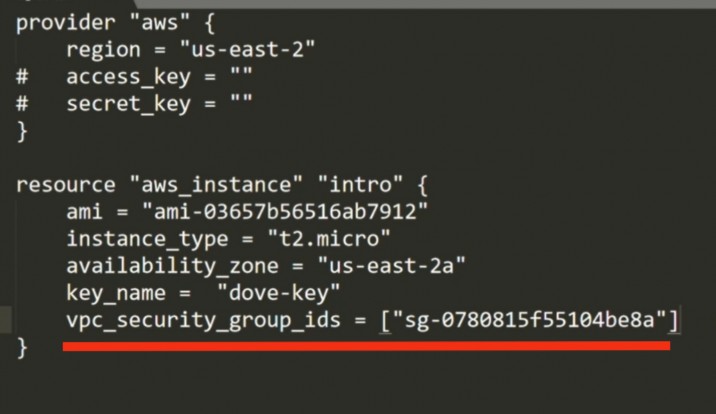 provider "aws" {
    region = "us-east-2"
#   access_key = ""
#   secret_key = ""
}
resource "aws_instance" "intro" {
    ami = "ami-03657b56516ab7912"
    instance_type = "t2.micro"
    availability_zone = "us-east-2a"
    key_name =  "dove-key"
    vpc_security_group_ids = ["sg-0780815f55104be8a"]
}